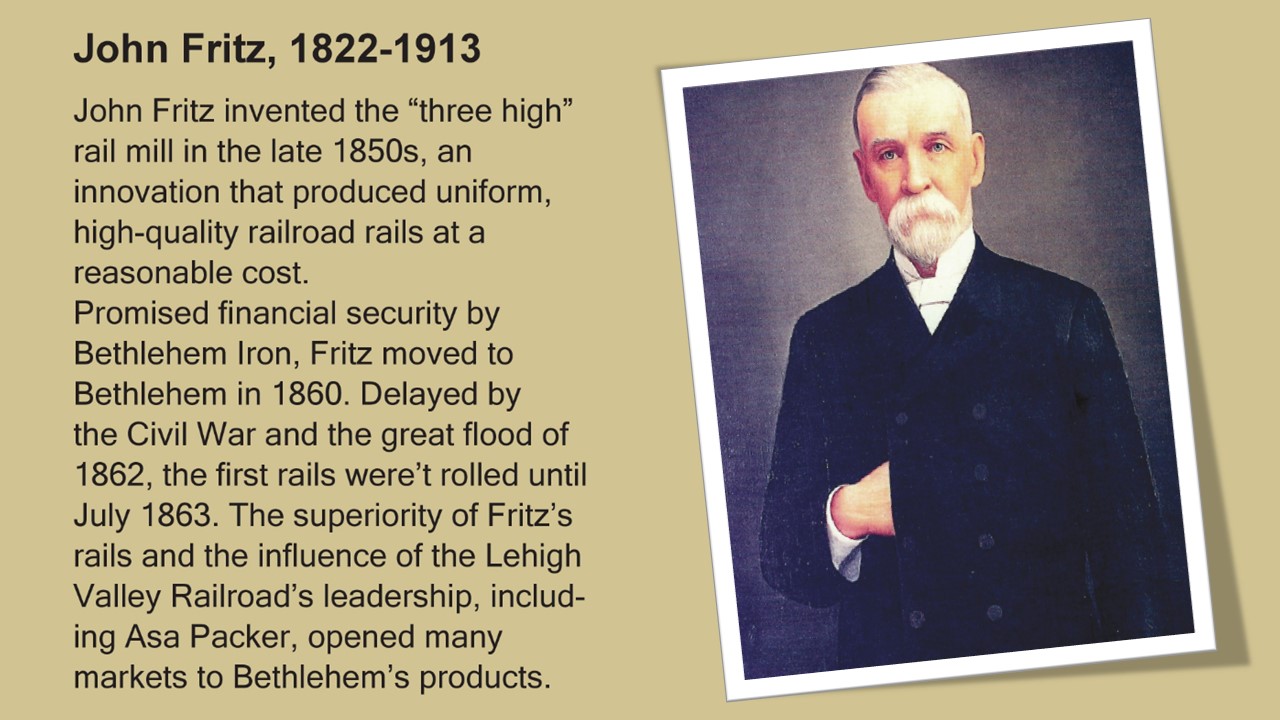 John Fritz, 1822-1913
John Fritz invented the “three high”
rail mill in the late 1850s, an
innovation that produced uniform,
high-quality railroad rails at a
reasonable cost.
Promised financial security by
Bethlehem Iron, Fritz moved to
Bethlehem in 1860. Delayed by
the Civil War and the great flood of
1862, the first rails were’t rolled until
July 1863. The superiority of Fritz’s
rails and the influence of the Lehigh
Valley Railroad’s leadership, includ-
ing Asa Packer, opened many
markets to Bethlehem’s products.